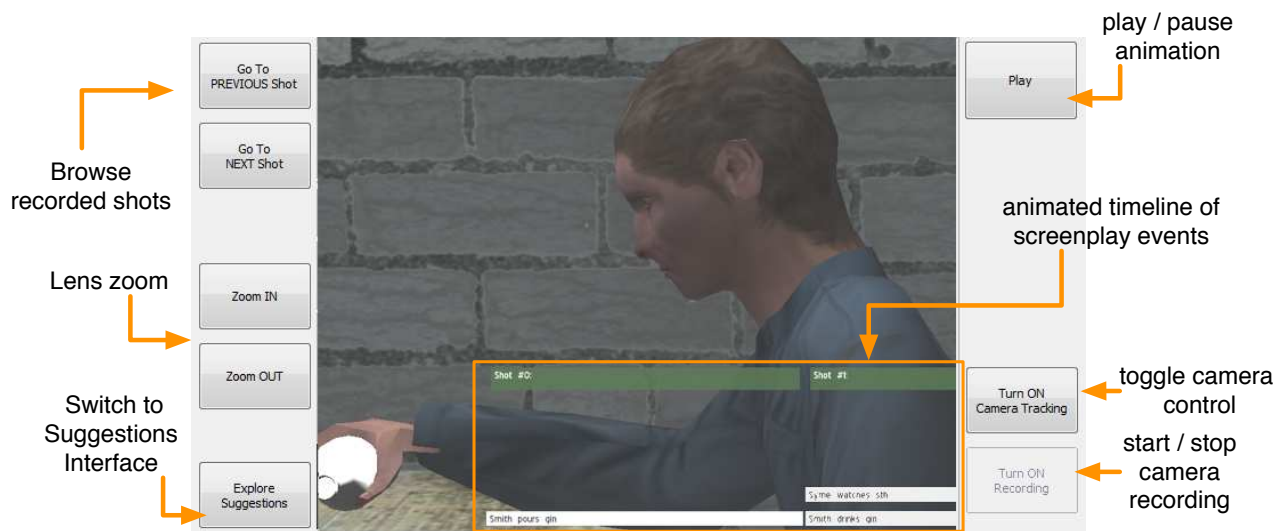 play / pause
animation
Go To
PREVIOUS Shot
Play
Go To
NEXT Shot
Browse
recorded shots
animated timeline of
screenplay events
Lens zoom
Zoom IN
Zoom OUT
Shot #0:
Shot #1
Switch to
Suggestions
Interface
Turn ON
Camera Tracking
toggle camera
control
start / stop
camera
recording
Explore
Suggestions
Turn ON
Recording
Syme watches sth
Smith pours gin
Smith drinks gin